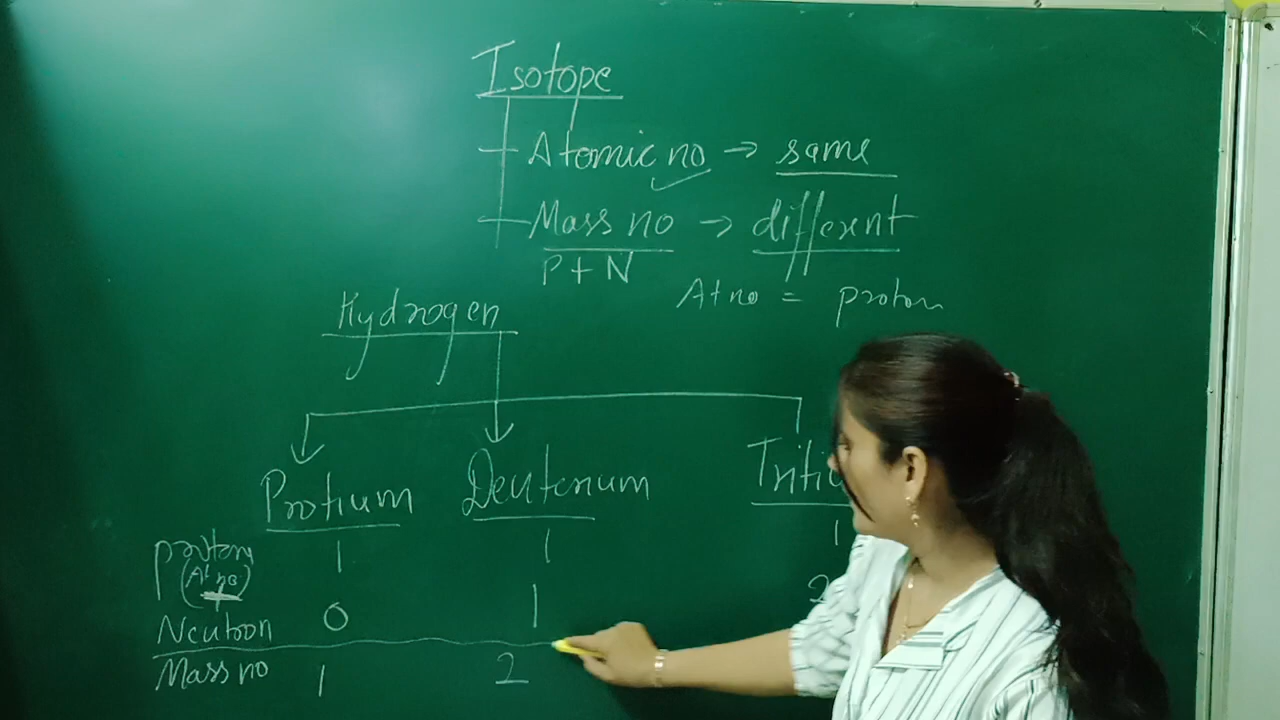 Isotope
Atomic no → same
Mass no → different
P + N
At no = proton
Hydrogen
Protium Deuterium
proton 1 1 1
(At no)
Neutron 0 1 2
Mass no 1 2